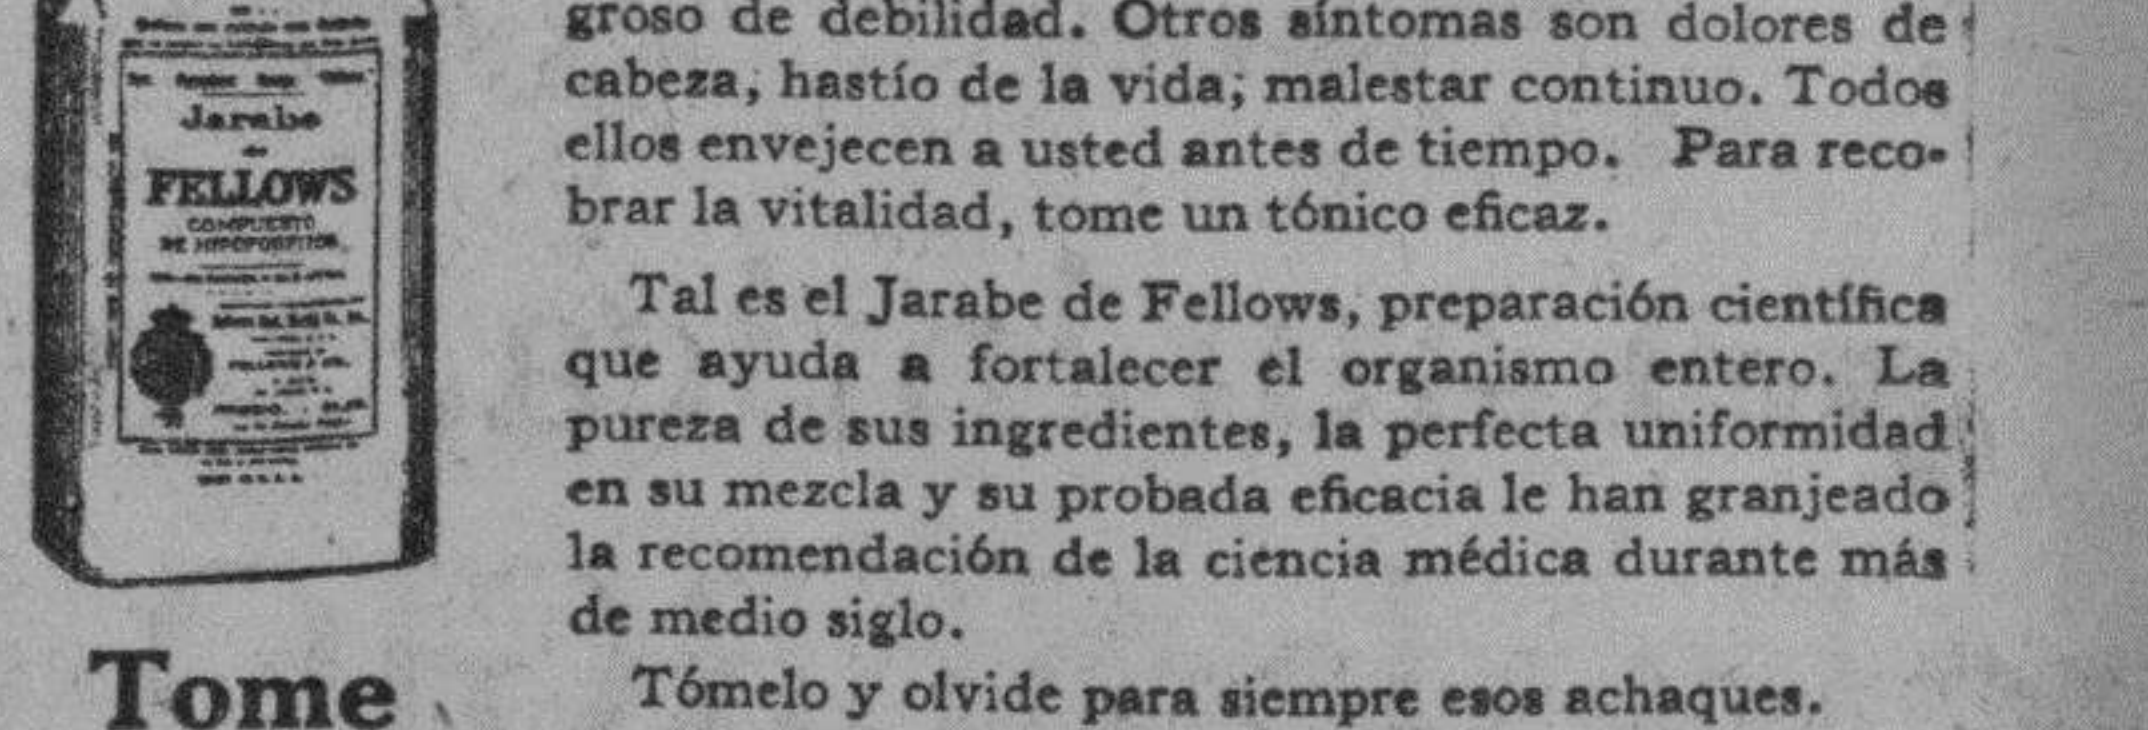 Jarabe
de
FELLOWS
COMPUESTO
DE HIPOFOSFITOS
Tome
groso de debilidad. Otros síntomas son dolores de
cabeza, hastío de la vida; malestar continuo. Todos
ellos envejecen a usted antes de tiempo. Para reco-
brar la vitalidad, tome un tónico eficaz.
Tal es el Jarabe de Fellows, preparación científica
que ayuda a fortalecer el organismo entero. La
pureza de sus ingredientes, la perfecta uniformidad
en su mezcla y su probada eficacia le han granjeado
la recomendación de la ciencia médica durante más
de medio siglo.
Tómelo y olvide para siempre esos achaques.